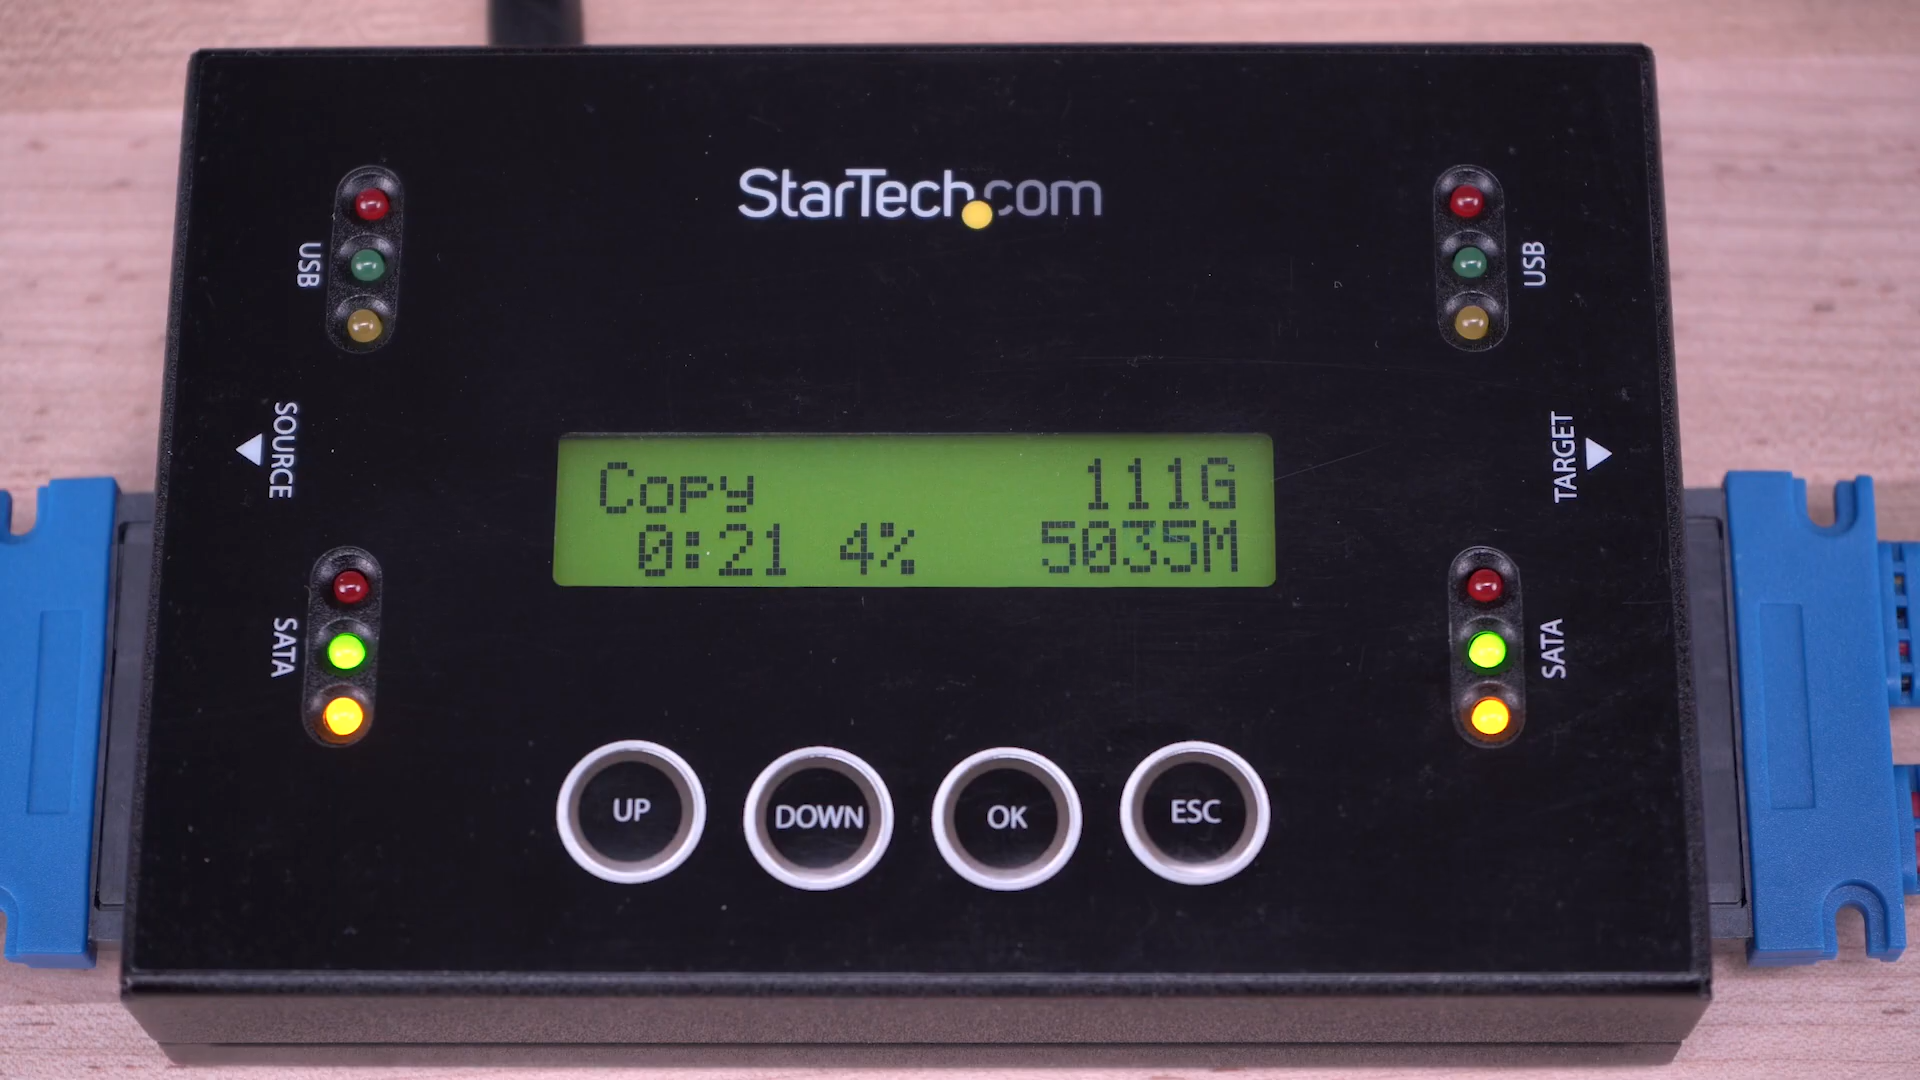 StarTech.com
USB
USB
SOURCE
TARGET
Copy 111G
0:21 4% 5035M
SATA
SATA
UP
DOWN
OK
ESC